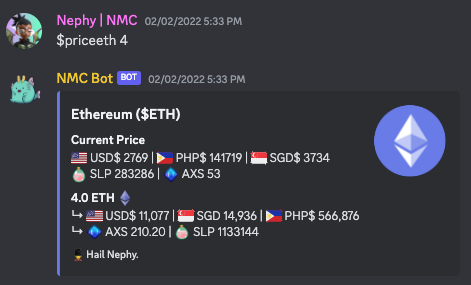 Nephy | NMC 02/02/2022 5:33 PM
$priceeth 4
NMC Bot BOT 02/02/2022 5:33 PM
Ethereum ($ETH)
Current Price
USD$ 2769 | PHP$ 141719 | SGD$ 3734
SLP 283286 | AXS 53
4.0 ETH
↪ USD$ 11,077 | SGD 14,936 | PHP$ 566,876
↪ AXS 210.20 | SLP 1133144
Hail Nephy.